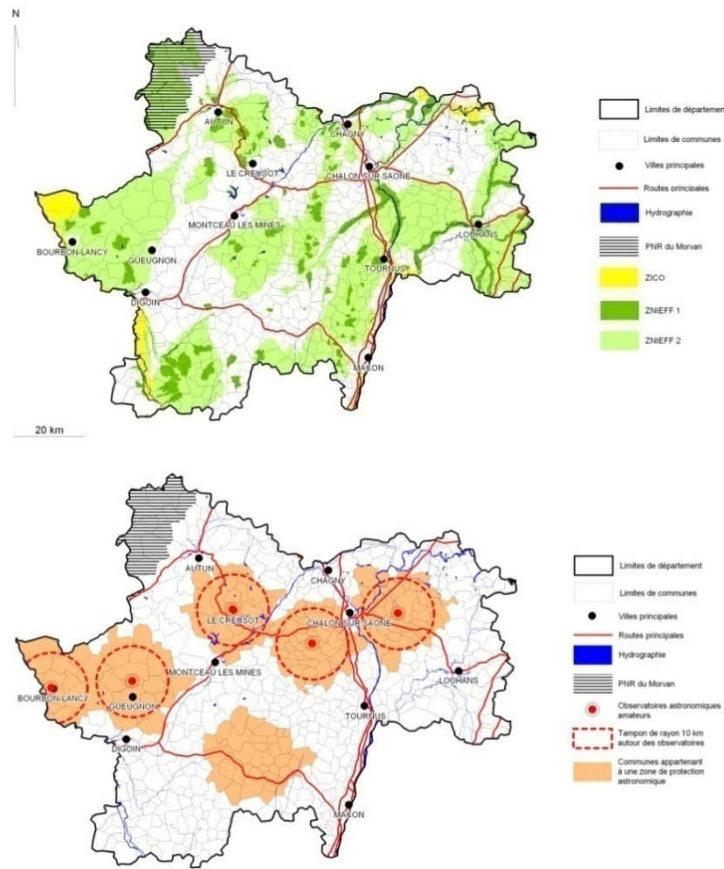 N
AUTUN
CHAGNY
LE CREUSOT
CHALON SUR SAONE
MONTCEAU LES MINES
LOUHANS
BOURBON-LANCY
GUEUGNON
TOURNUS
DIGOIN
MACON
20 km
Limites de département
Limites de communes
Villes principales
Routes principales
Hydrographie
PNR du Morvan
ZICO
ZNIEFF 1
ZNIEFF 2
AUTUN
CHAGNY
LE CREUSOT
CHALON SUR SAONE
MONTCEAU LES MINES
LOUHANS
BOURBON-LANCY
GUEUGNON
TOURNUS
DIGOIN
MACON
Limites de département
Limites de communes
Villes principales
Routes principales
Hydrographie
PNR du Morvan
Observatoires astronomiques
amateurs
Tampon de rayon 10 km
autour des observatoires
Communes appartenant
à une zone de protection
astronomique